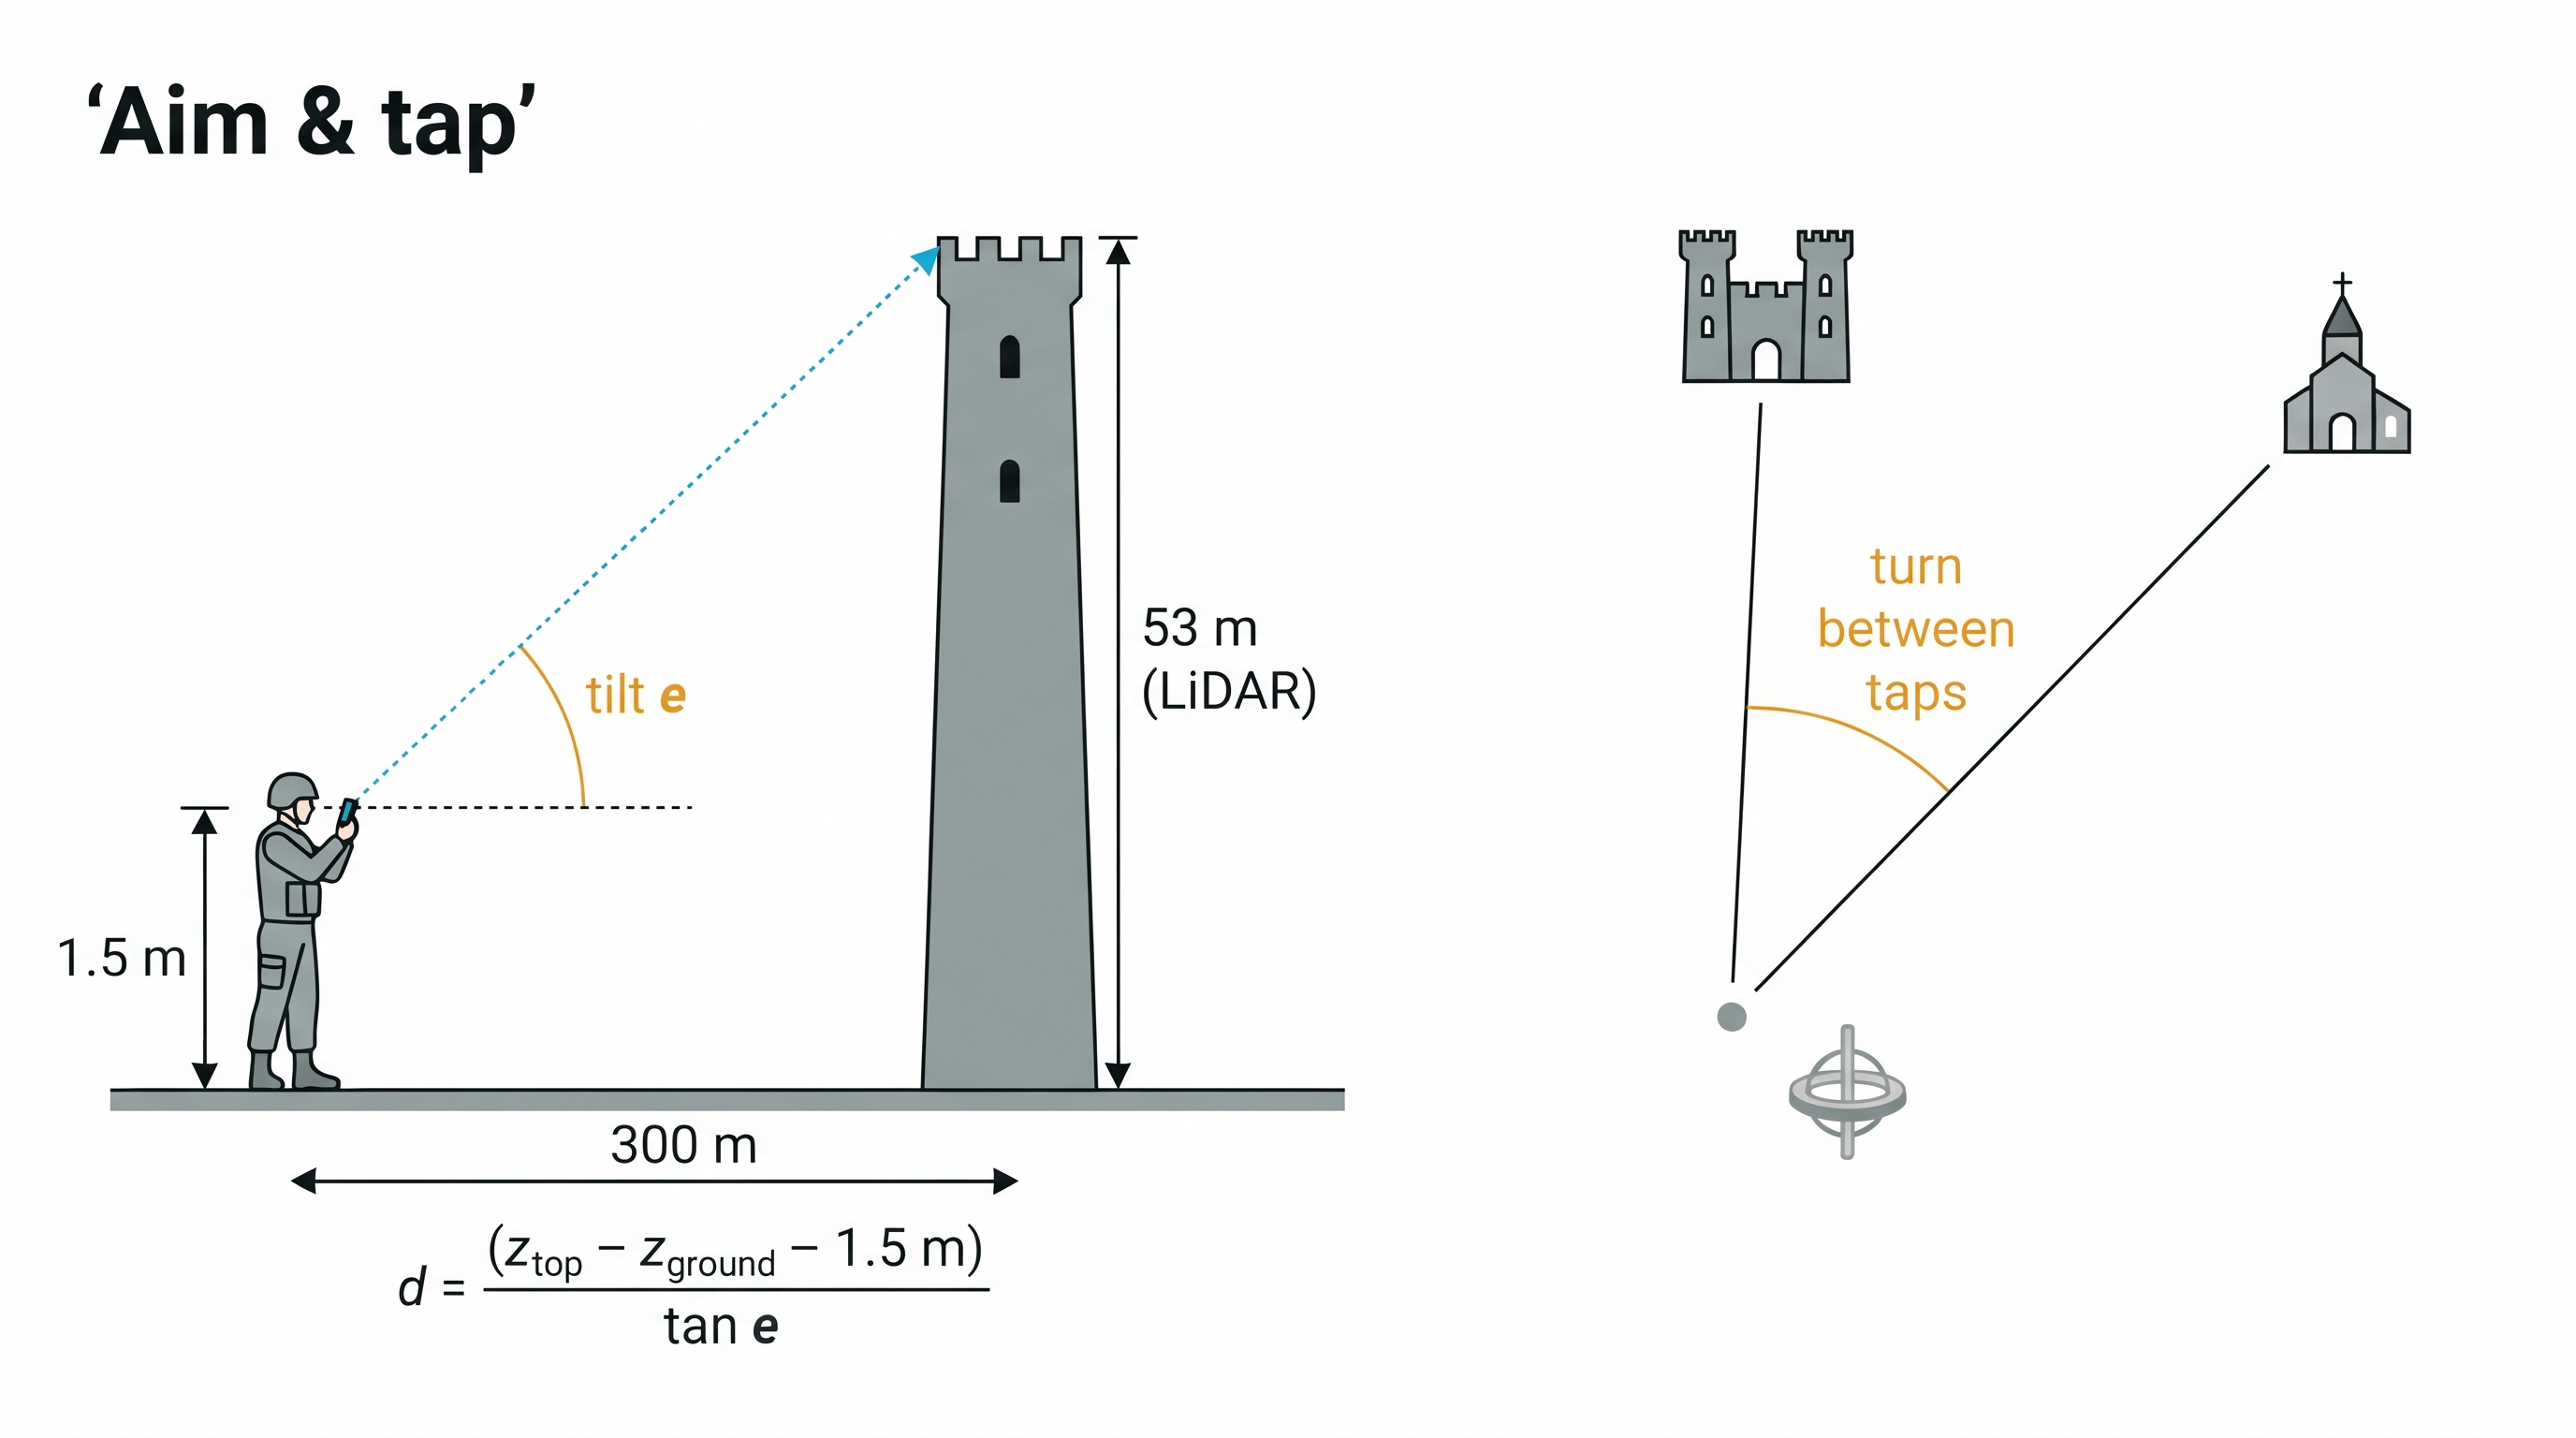 ‘Aim & tap’
tilt e
53 m
(LiDAR)
1.5 m
300 m
d = (z_top − z_ground − 1.5 m)
tan e
turn
between
taps